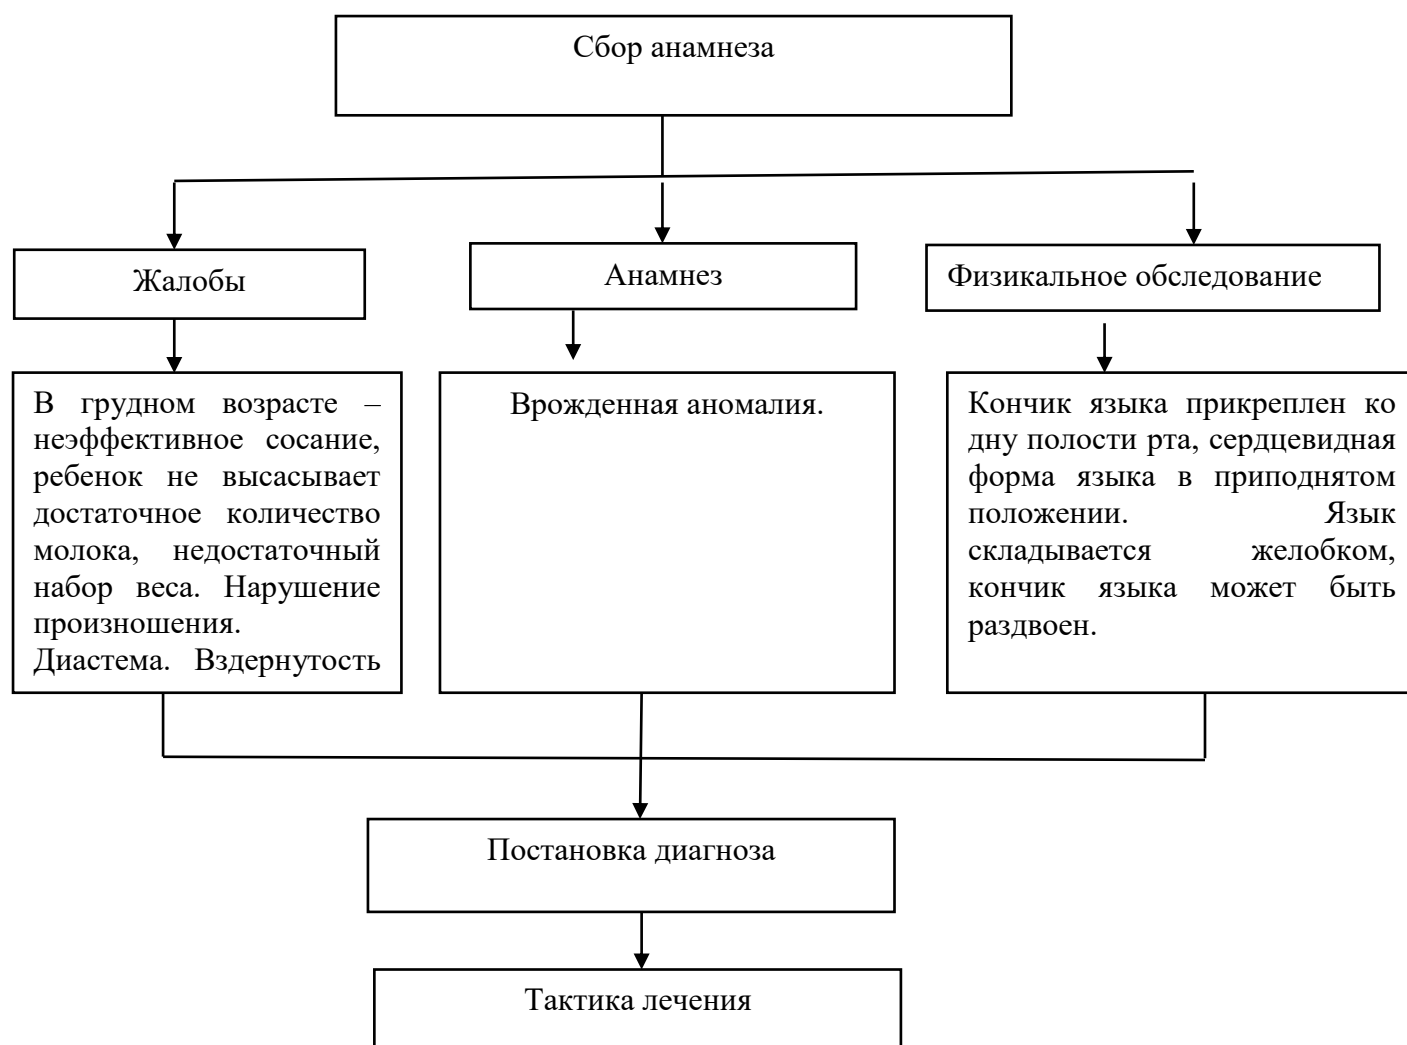 Сбор анамнеза
Жалобы
Анамнез
Физикальное обследование
В грудном возрасте –
неэффективное сосание,
ребенок не высасывает
достаточное количество
молока, недостаточный
набор веса. Нарушение
произношения.
Диастема. Вздернутость
Врожденная аномалия.
Кончик языка прикреплен ко
дну полости рта, сердцевидная
форма языка в приподнятом
положении. Язык
складывается желобком,
кончик языка может быть
раздвоен.
Постановка диагноза
Тактика лечения